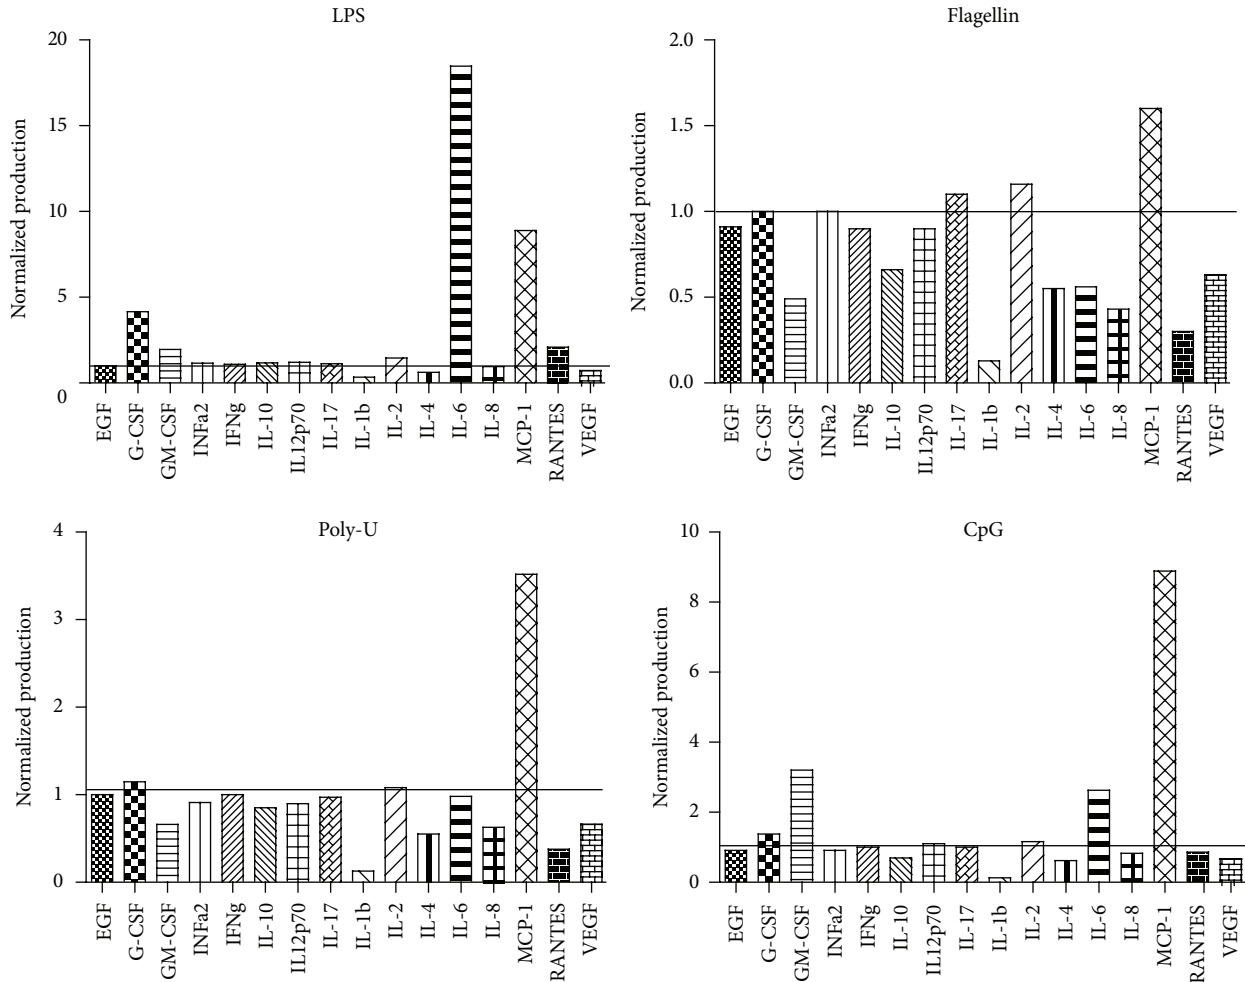 LPS
Normalized production
20
15
10
5
0
EGF
G-CSF
GM-CSF
INFa2
IFNg
IL-10
IL12p70
IL-17
IL-1b
IL-2
IL-4
IL-6
IL-8
MCP-1
RANTES
VEGF
Flagellin
Normalized production
2.0
1.5
1.0
0.5
0.0
EGF
G-CSF
GM-CSF
INFa2
IFNg
IL-10
IL12p70
IL-17
IL-1b
IL-2
IL-4
IL-6
IL-8
MCP-1
RANTES
VEGF
Poly-U
Normalized production
4
3
2
1
0
EGF
G-CSF
GM-CSF
INFa2
IFNg
IL-10
IL12p70
IL-17
IL-1b
IL-2
IL-4
IL-6
IL-8
MCP-1
RANTES
VEGF
CpG
Normalized production
10
8
6
4
2
0
EGF
G-CSF
GM-CSF
INFa2
IFNg
IL-10
IL12p70
IL-17
IL-1b
IL-2
IL-4
IL-6
IL-8
MCP-1
RANTES
VEGF